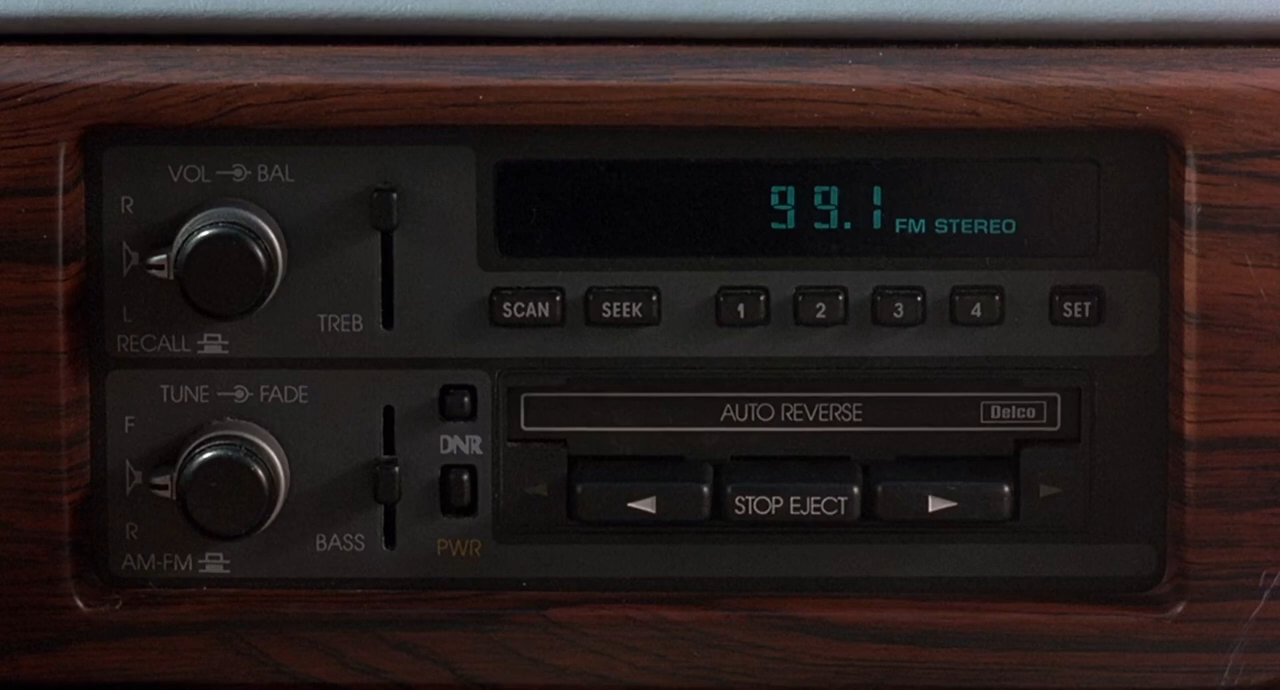 VOL BAL
R
L
RECALL
TREB
99.1 FM STEREO
SCAN SEEK 1 2 3 4 SET
TUNE FADE
F
R
AM-FM
BASS
DNR
PWR
AUTO REVERSE Delco
STOP EJECT